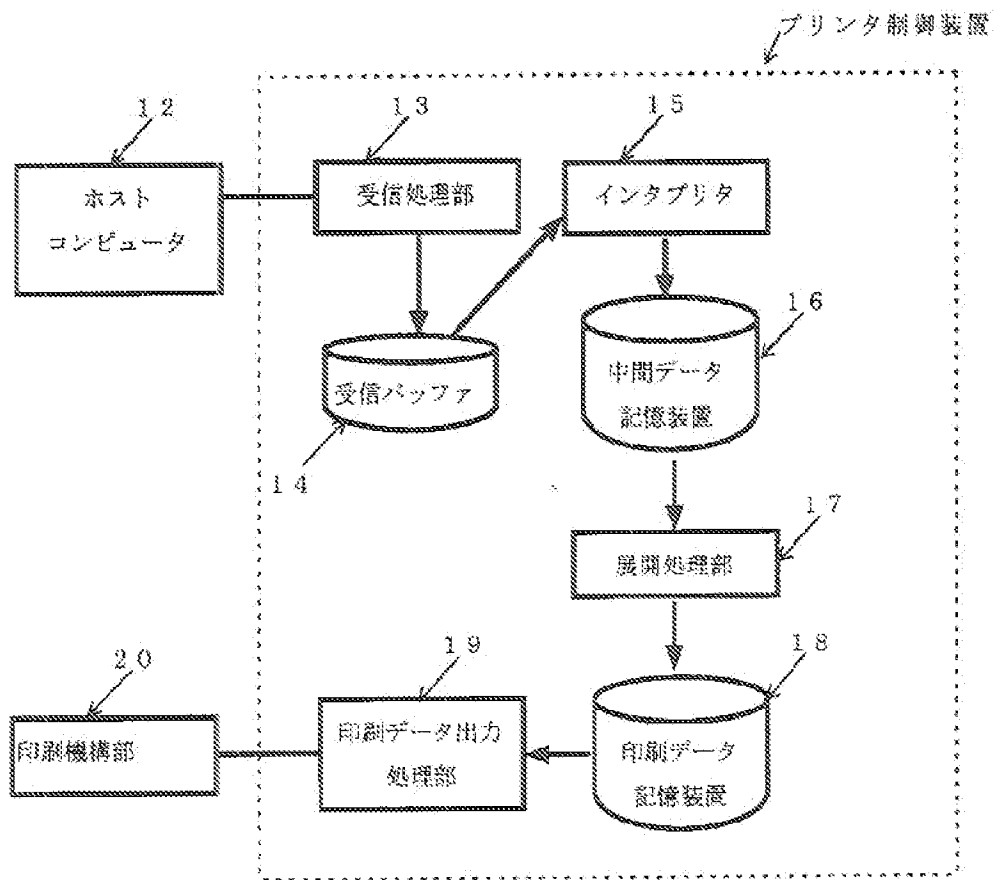 プリンタ制御装置
12
13
15
ホスト
コンピュータ
受信処理部
インタプリタ
16
受信バッファ
中間データ
記憶装置
14
17
展開処理部
20
19
18
印刷機構部
印刷データ出力
処理部
印刷データ
記憶装置